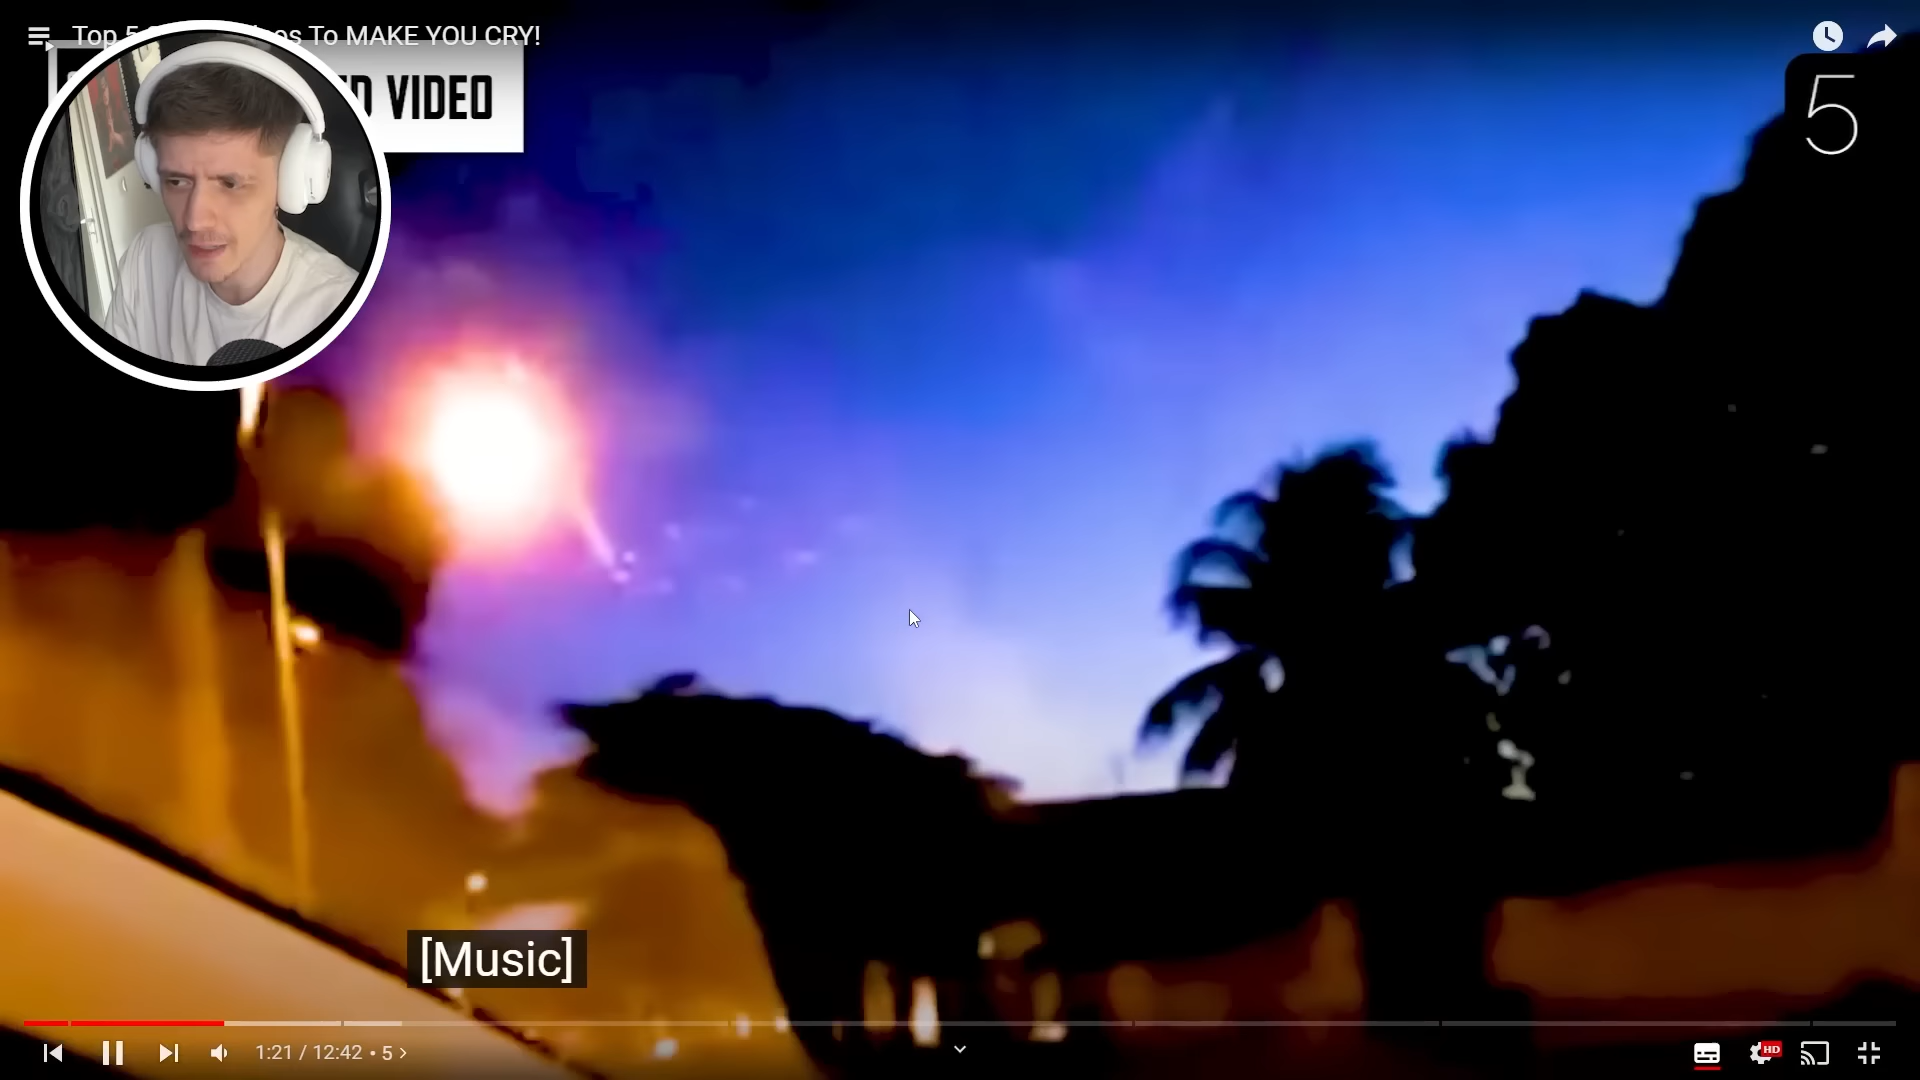 Top 5
os To MAKE YOU CRY!
D VIDEO
5
[Music]
1:21 / 12:42 • 5 >
HD